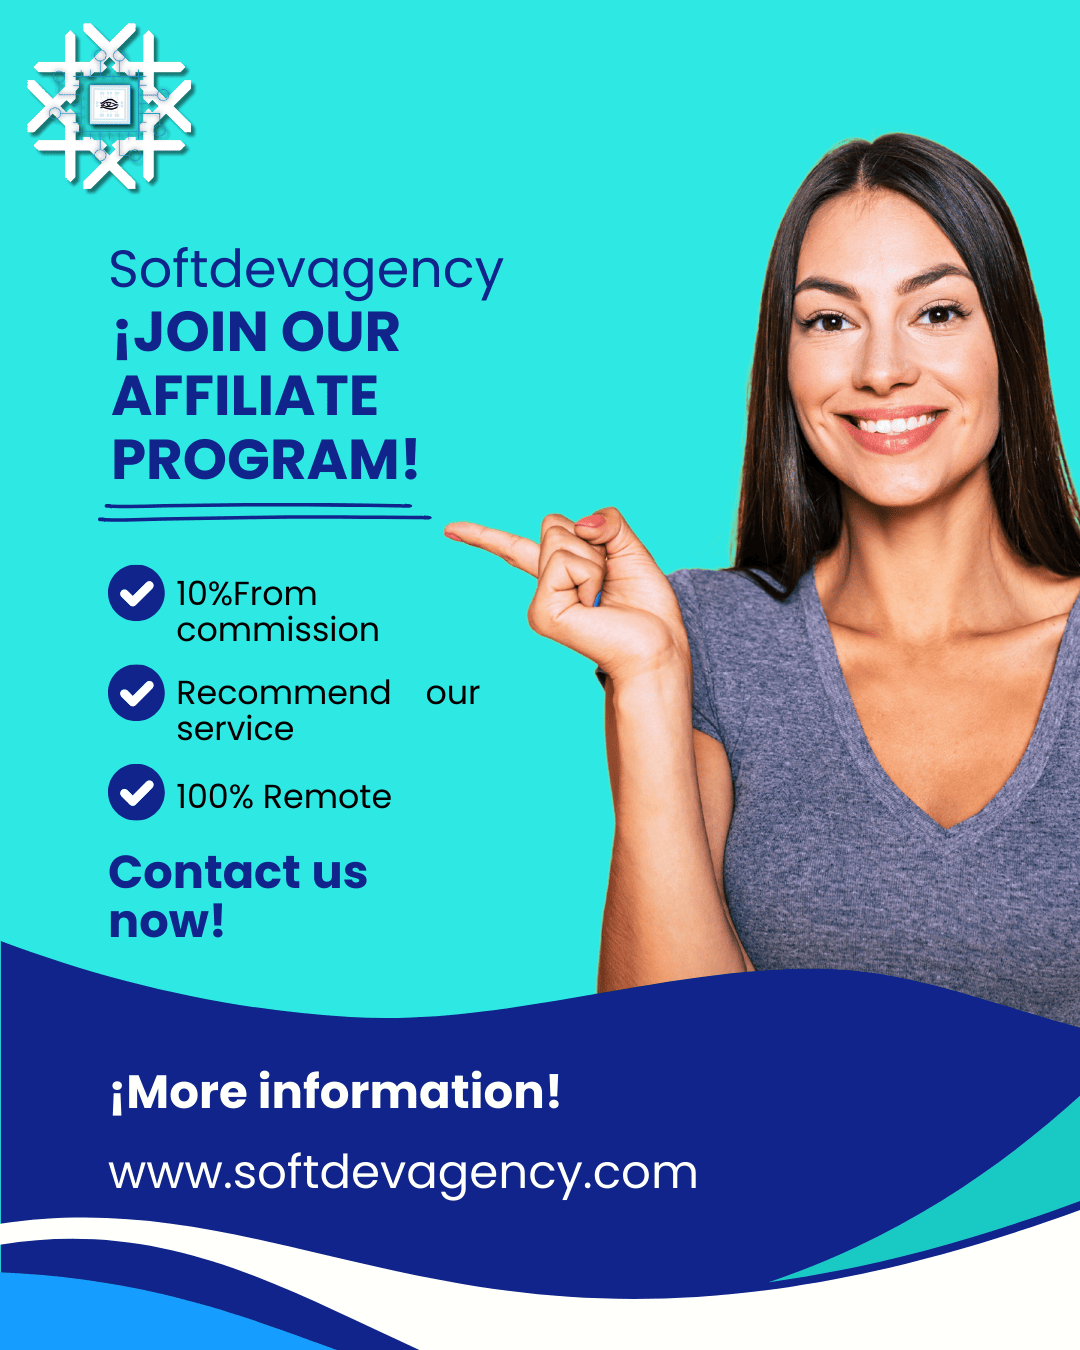 Softdevagency
¡JOIN OUR
AFFILIATE
PROGRAM!
10%From
commission
Recommend our
service
100% Remote
Contact us
now!
¡More information!
www.softdevagency.com